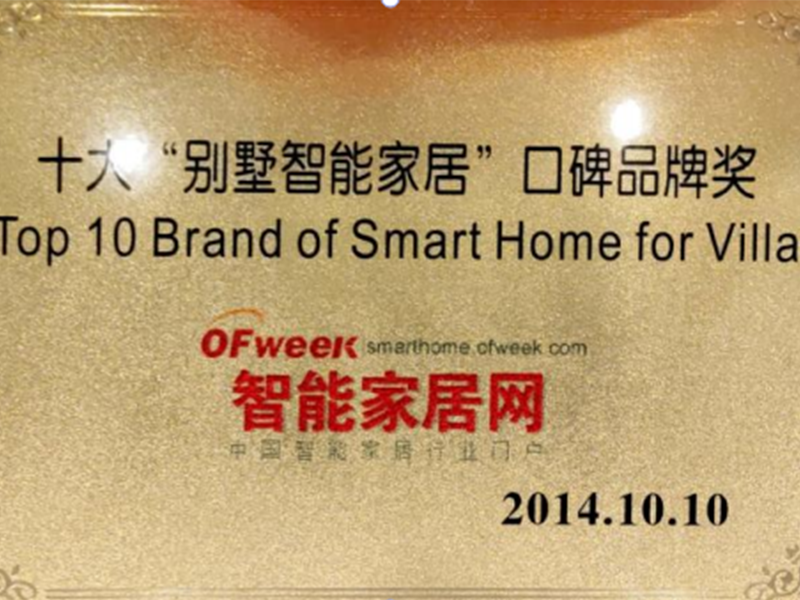 十大“别墅智能家居”口碑品牌奖
Top 10 Brand of Smart Home for Villa
OFweek smarthome.ofweek.com
智能家居网
中国智能家居行业门户
2014.10.10